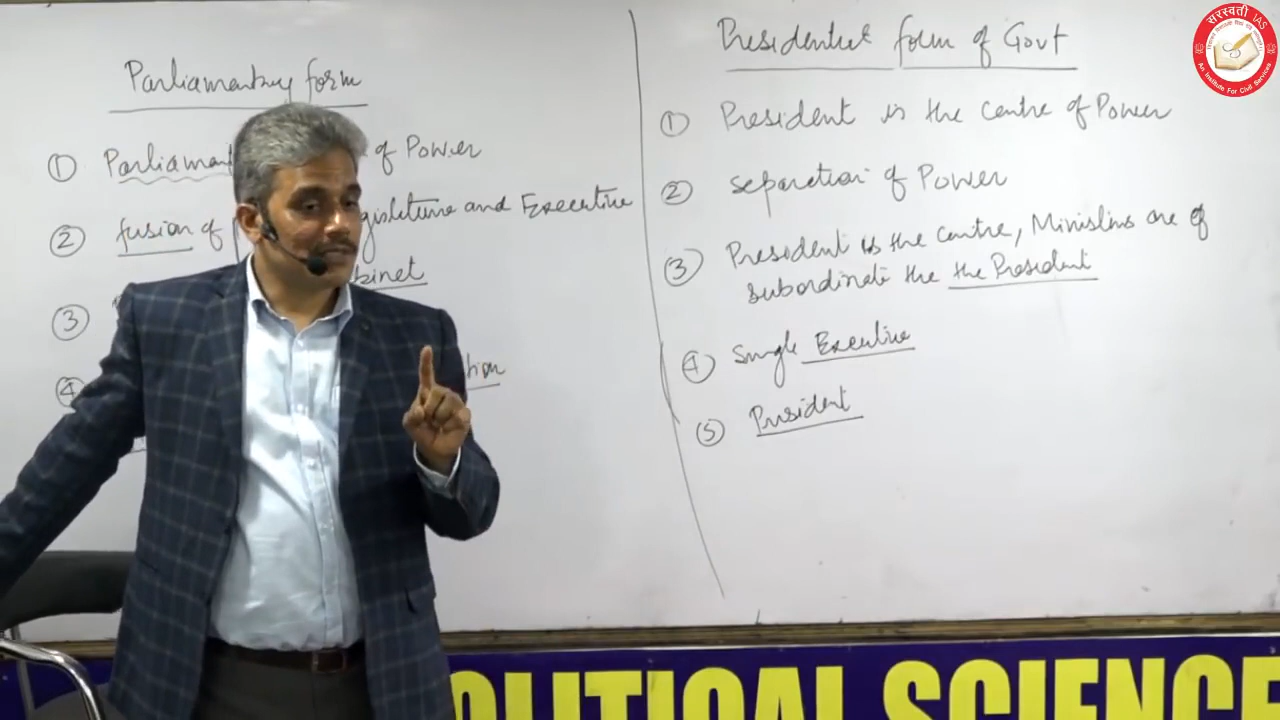 Parliamentary form
① Parliament of Power
② fusion of gislature and Executive
③ binet
④ tion
Presidential form of Govt
① President is the centre of Power
② Separation of Power
③ President is the centre, Ministers are of
subordinate the the President
④ Single Executive
⑤ President
सरस्वती IAS
An Institute For Civil Services
LITICAL SCIENCE